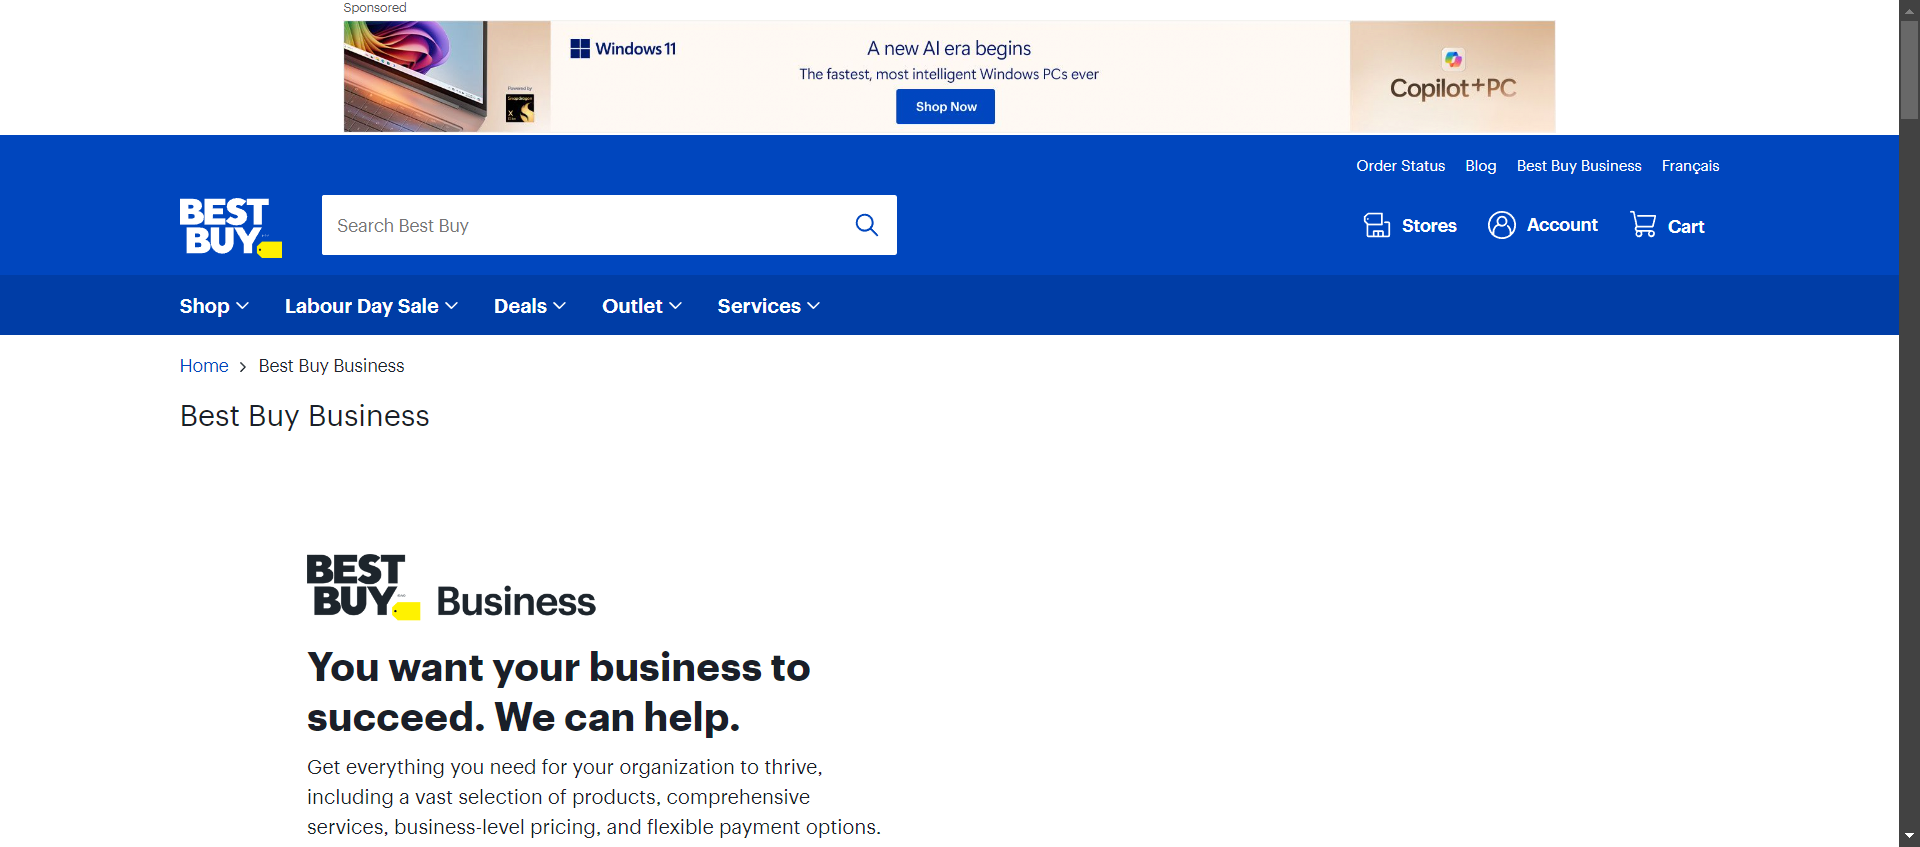 Sponsored
Windows 11
A new AI era begins
The fastest, most intelligent Windows PCs ever
Shop Now
Powered by
Snapdragon
X
Elite
Copilot+PC
Order Status Blog Best Buy Business Français
BEST
BUY
Search Best Buy
Stores Account Cart
Shop Labour Day Sale Deals Outlet Services
Home > Best Buy Business
Best Buy Business
BEST
BUY Business
You want your business to
succeed. We can help.
Get everything you need for your organization to thrive,
including a vast selection of products, comprehensive
services, business-level pricing, and flexible payment options.